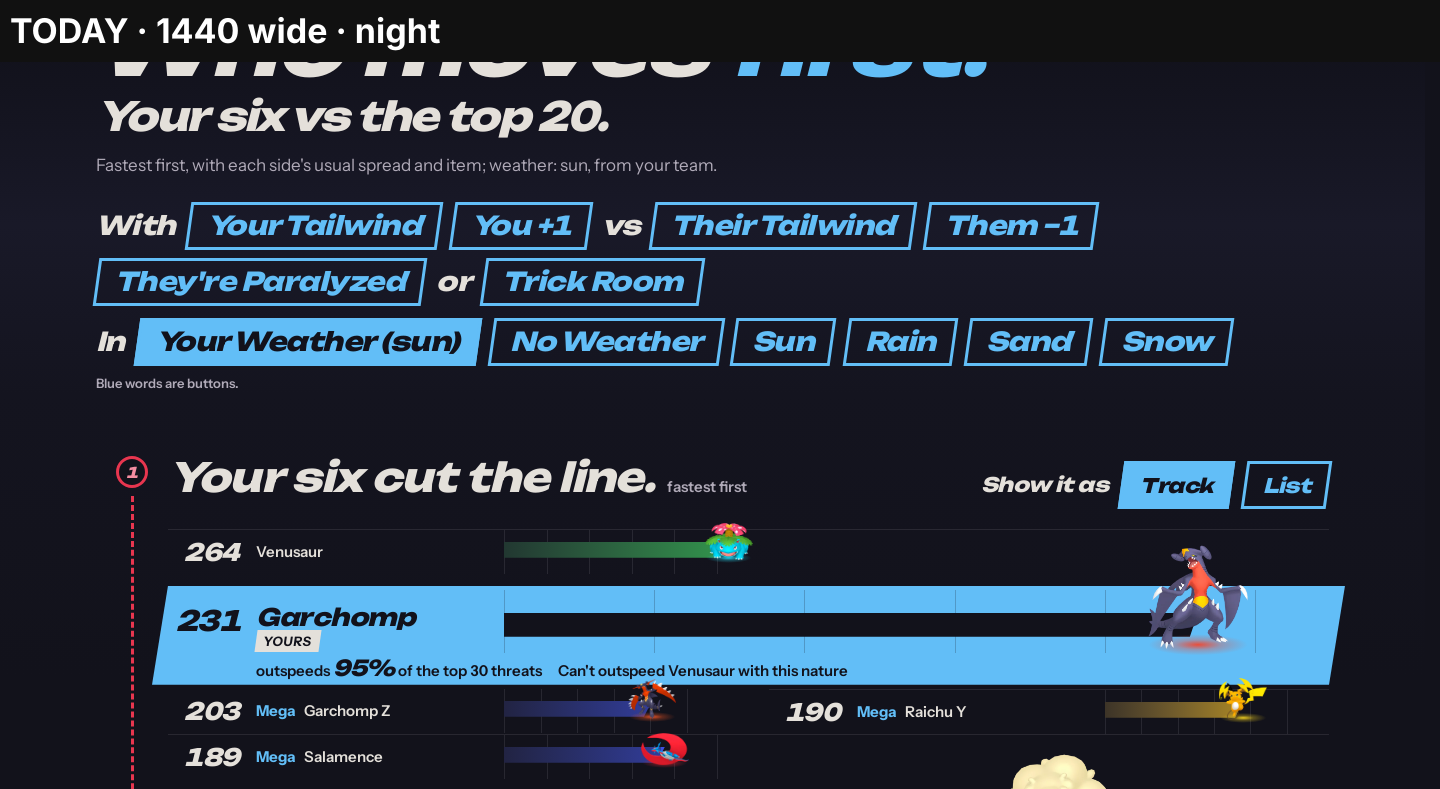 TODAY · 1440 wide · night
Who moves first.
Your six vs the top 20.
Fastest first, with each side's usual spread and item; weather: sun, from your team.
With Your Tailwind You +1 vs Their Tailwind Them −1
They're Paralyzed or Trick Room
In Your Weather (sun) No Weather Sun Rain Sand Snow
Blue words are buttons.
1 Your six cut the line. fastest first Show it as Track List
264 Venusaur
231 Garchomp
YOURS
outspeeds 95% of the top 30 threats Can't outspeed Venusaur with this nature
203 Mega Garchomp Z 190 Mega Raichu Y
189 Mega Salamence